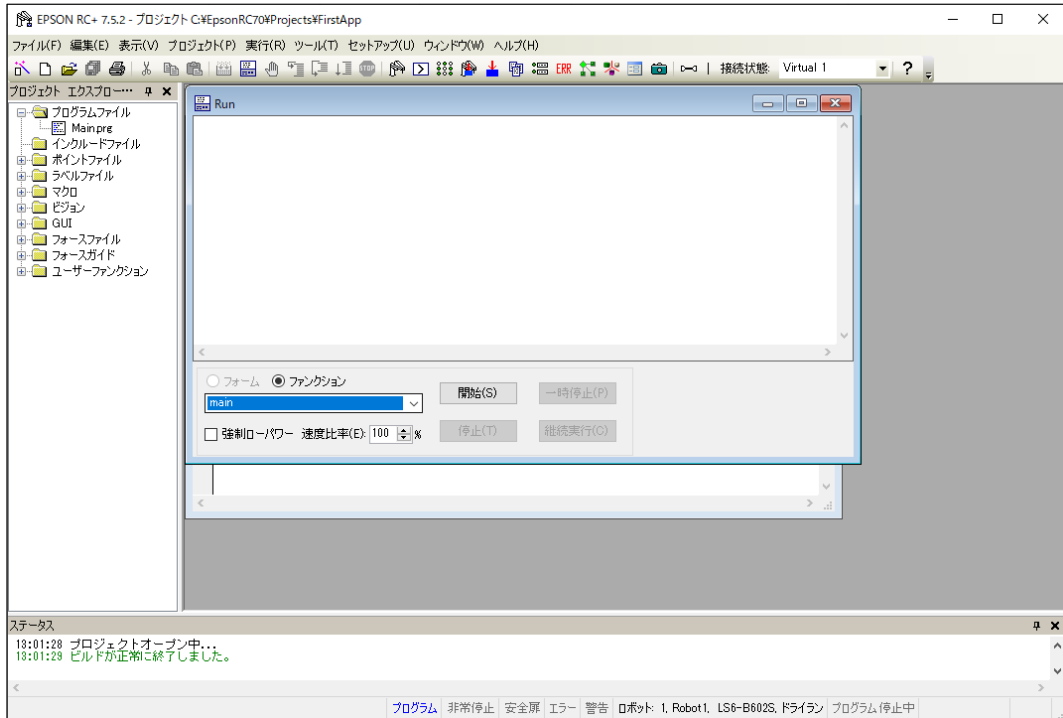 EPSON RC+ 7.5.2 - プロジェクト C:¥EpsonRC70¥Projects¥FirstApp
ファイル(F) 編集(E) 表示(V) プロジェクト(P) 実行(R) ツール(T) セットアップ(U) ウィンドウ(W) ヘルプ(H)
STOP ERR 接続状態: Virtual 1 ?
プロジェクト エクスプロー…
プログラムファイル
Main.prg
インクルードファイル
ポイントファイル
ラベルファイル
マクロ
ビジョン
GUI
フォースファイル
フォースガイド
ユーザーファンクション
Run
フォーム ファンクション
main
開始(S) 一時停止(P)
強制ローパワー 速度比率(E): 100 %
停止(T) 継続実行(C)
ステータス
13:01:28 プロジェクトオープン中...
13:01:29 ビルドが正常に終了しました。
プログラム 非常停止 安全扉 エラー 警告 ロボット: 1, Robot1, LS6-B602S, ドライラン プログラム停止中